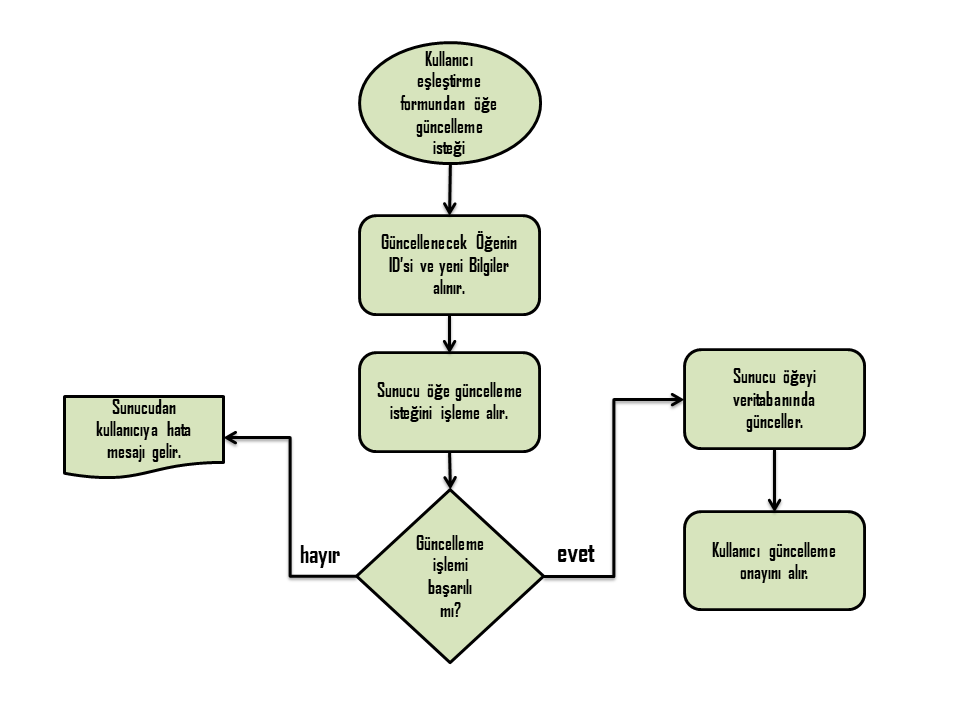 Kullanıcı
eşleştirme
formundan öğe
güncelleme
isteği
Güncellenecek Öğenin
ID'si ve yeni Bilgiler
alınır.
Sunucu öğe güncelleme
isteğini işleme alır.
Sunucu öğeyi
veritabanında
günceller.
Sunucudan
kullanıcıya hata
mesajı gelir.
hayır
Güncelleme
işlemi
başarılı
mı?
evet
Kullanıcı güncelleme
onayını alır.